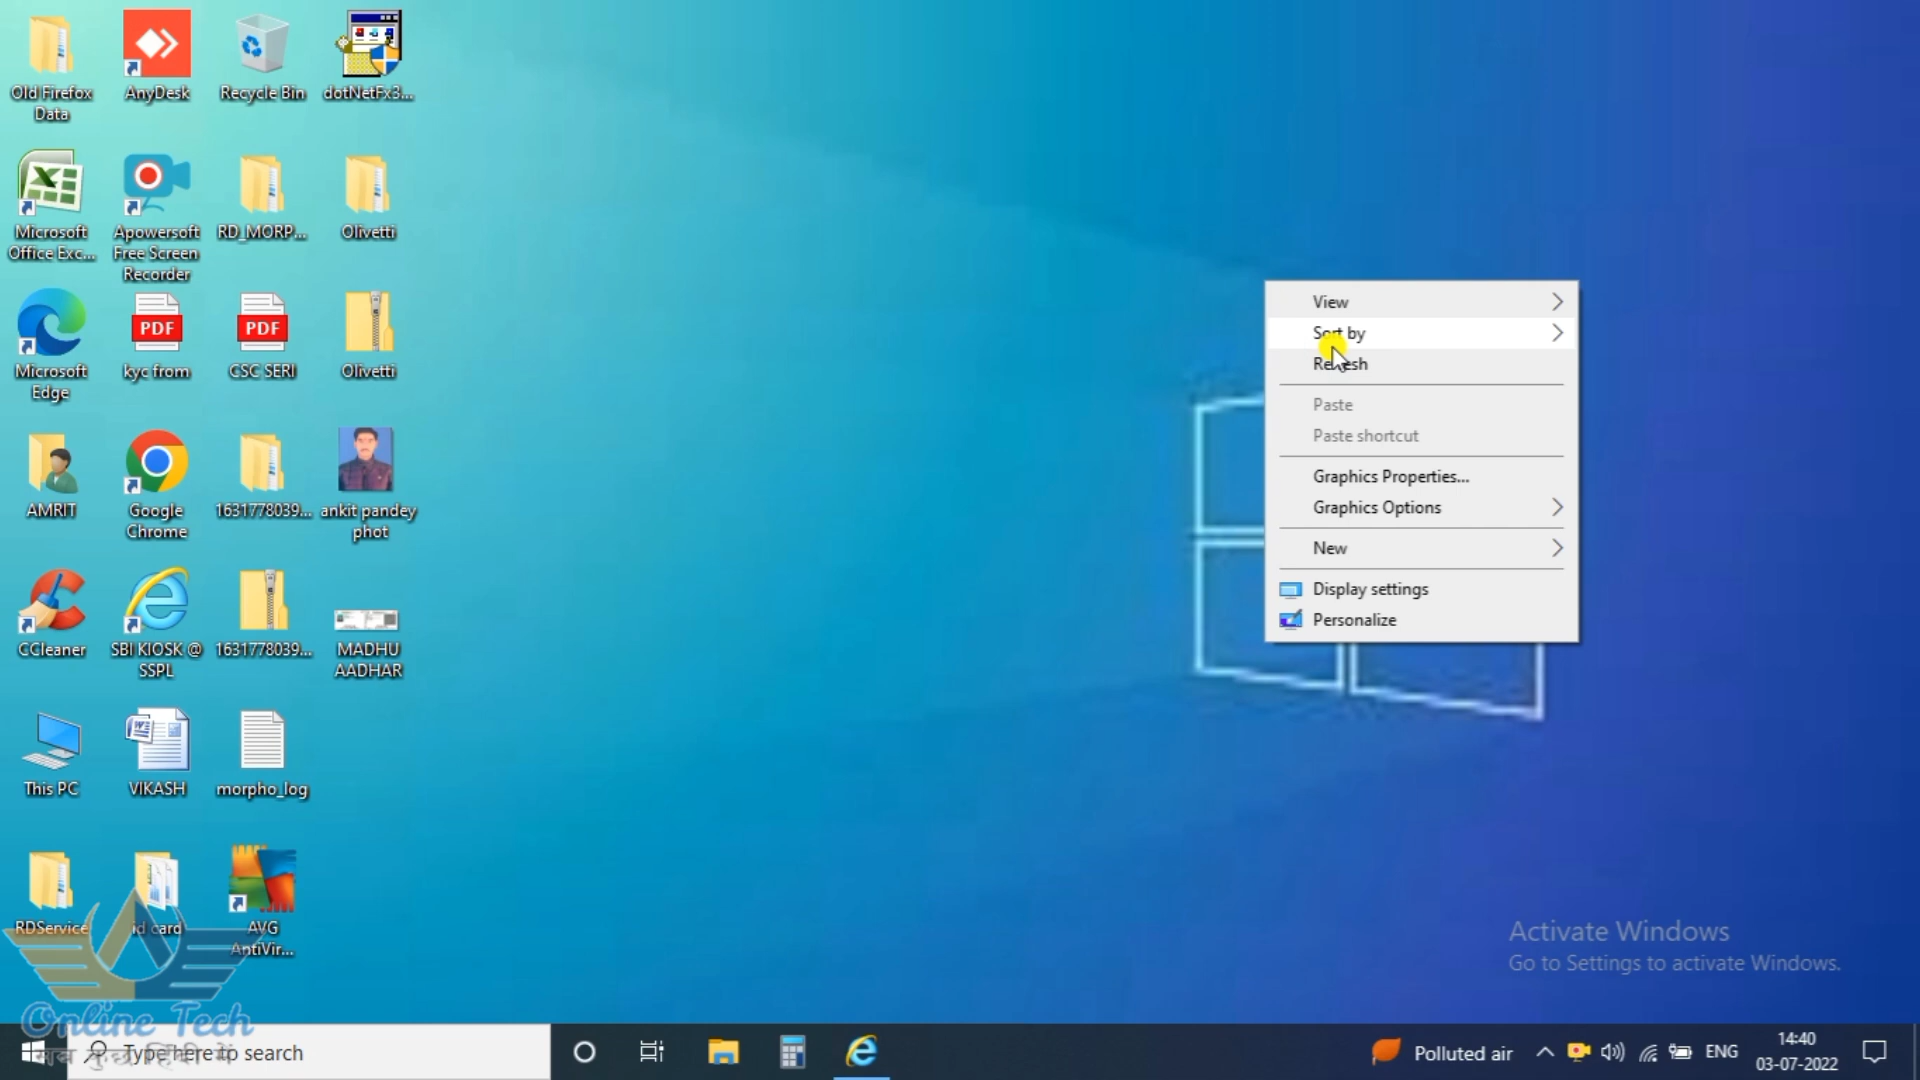 Old Firefox
Data
AnyDesk
Recycle Bin
dotNetFx3...
Microsoft
Office Exc...
Apowersoft
Free Screen
Recorder
RD_MORP...
Olivetti
Microsoft
Edge
PDF
kyc from
PDF
CSC SERI
Olivetti
AMRIT
Google
Chrome
1631778039...
ankit pandey
phot
CCleaner
SBI KIOSK @
SSPL
1631778039...
MADHU
AADHAR
This PC
VIKASH
morpho_log
RDService
id card
AVG
AntiVir...
View
Sort by
Refresh
Paste
Paste shortcut
Graphics Properties...
Graphics Options
New
Display settings
Personalize
Activate Windows
Go to Settings to activate Windows.
Online Tech
सब कुछ हिंदी में
Type here to search
Polluted air
ENG
14:40
03-07-2022